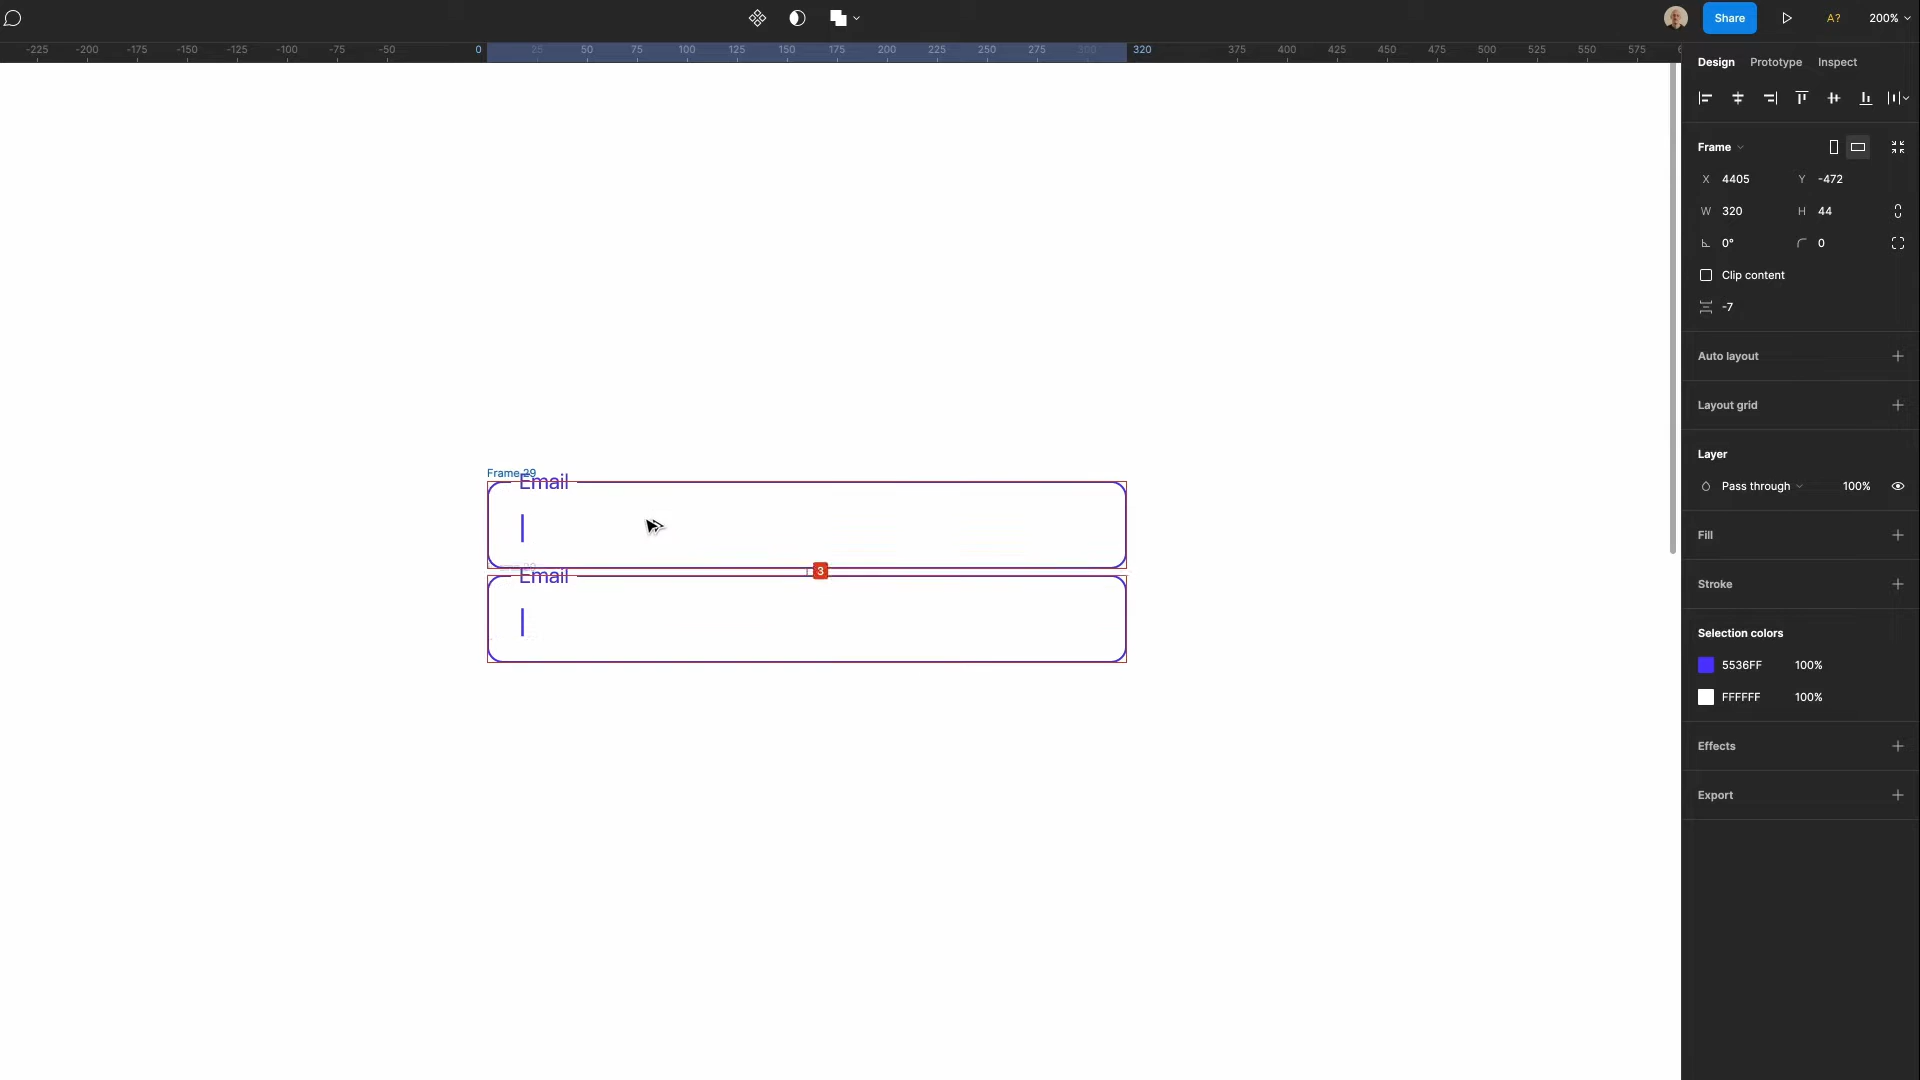 Share
A?
200%
-225 -200 -175 -150 -125 -100 -75 -50 0 25 50 75 100 125 150 175 200 225 250 275 300 320 375 400 425 450 475 500 525 550 575
Design Prototype Inspect
Frame
X 4405 Y -472
W 320 H 44
0° 0
Clip content
-7
Auto layout
Layout grid
Layer
Pass through 100%
Fill
Stroke
Selection colors
5536FF 100%
FFFFFF 100%
Effects
Export
Frame 29
Email
3
Email